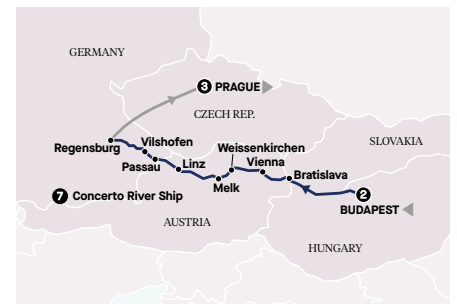 GERMANY
3 PRAGUE
CZECH REP.
SLOVAKIA
Regensburg
Vilshofen
Weissenkirchen
Passau
Linz
Vienna
Melk
Bratislava
7 Concerto River Ship
2
BUDAPEST
AUSTRIA
HUNGARY